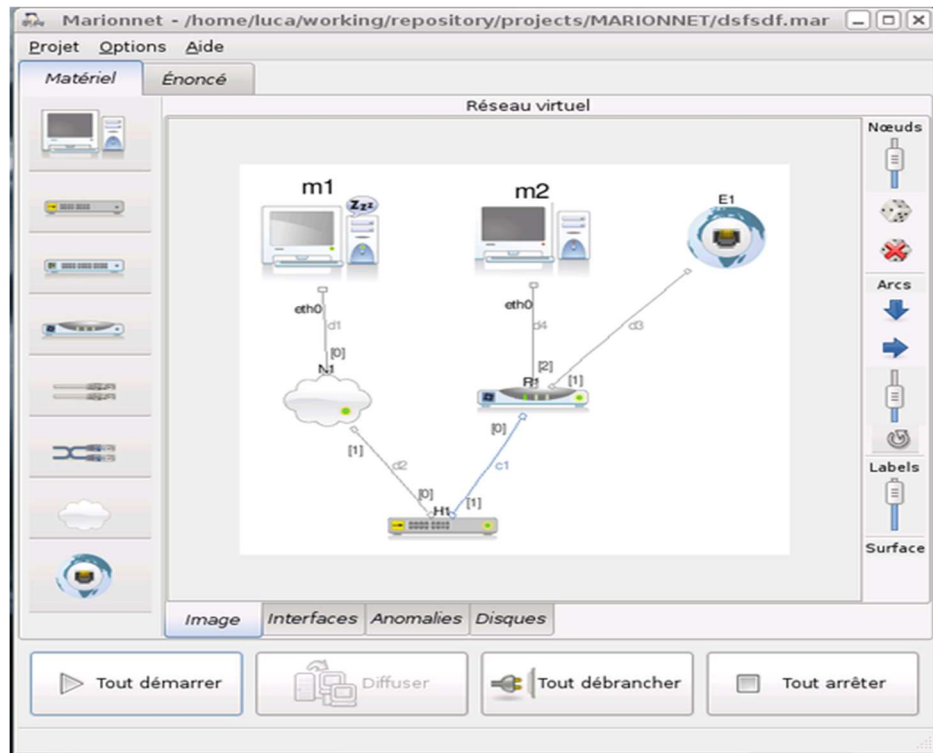 Marionnet - /home/luca/working/repository/projects/MARIONNET/dsfsdf.mar
Projet Options Aide
Matériel Énoncé
Réseau virtuel
Nœuds
m1 m2 E1
Zzz
Arcs
eth0 eth0
d1 d4 d3
[0] [2] [1]
N1 R1
[1] [0]
d2 c1
Labels
[0] [1]
H1
Surface
Image Interfaces Anomalies Disques
Tout démarrer Diffuser Tout débrancher Tout arrêter